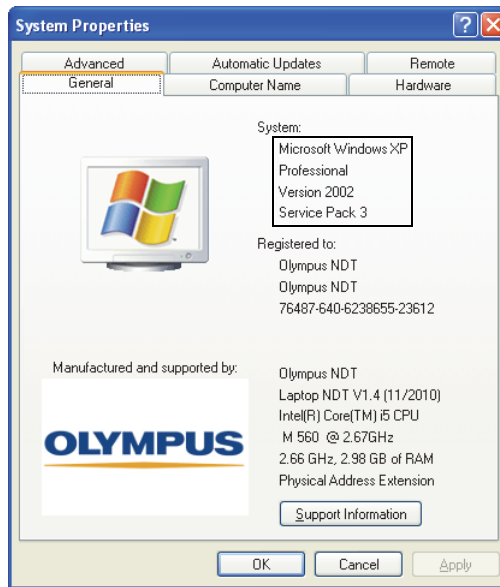 System Properties
Advanced
Automatic Updates
Remote
General
Computer Name
Hardware
System:
Microsoft Windows XP
Professional
Version 2002
Service Pack 3
Registered to:
Olympus NDT
Olympus NDT
76487-640-6238655-23612
Manufactured and supported by:
OLYMPUS
Olympus NDT
Laptop NDT V1.4 (11/2010)
Intel(R) Core(TM) i5 CPU
M 560 @ 2.67GHz
2.66 GHz, 2.98 GB of RAM
Physical Address Extension
Support Information
OK
Cancel
Apply